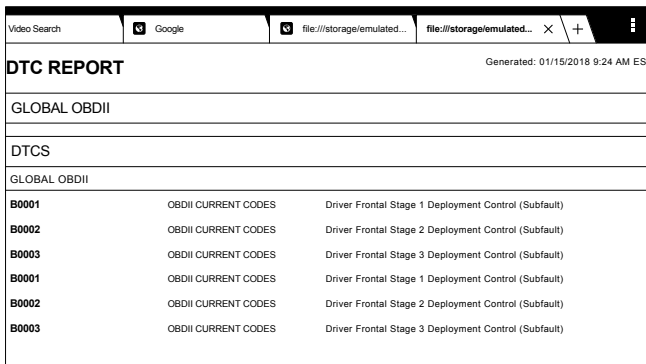 Video Search Google file:///storage/emulated... file:///storage/emulated...
DTC REPORT Generated: 01/15/2018 9:24 AM ES
GLOBAL OBDII
DTCS
GLOBAL OBDII
B0001 OBDII CURRENT CODES Driver Frontal Stage 1 Deployment Control (Subfault)
B0002 OBDII CURRENT CODES Driver Frontal Stage 2 Deployment Control (Subfault)
B0003 OBDII CURRENT CODES Driver Frontal Stage 3 Deployment Control (Subfault)
B0001 OBDII CURRENT CODES Driver Frontal Stage 1 Deployment Control (Subfault)
B0002 OBDII CURRENT CODES Driver Frontal Stage 2 Deployment Control (Subfault)
B0003 OBDII CURRENT CODES Driver Frontal Stage 3 Deployment Control (Subfault)